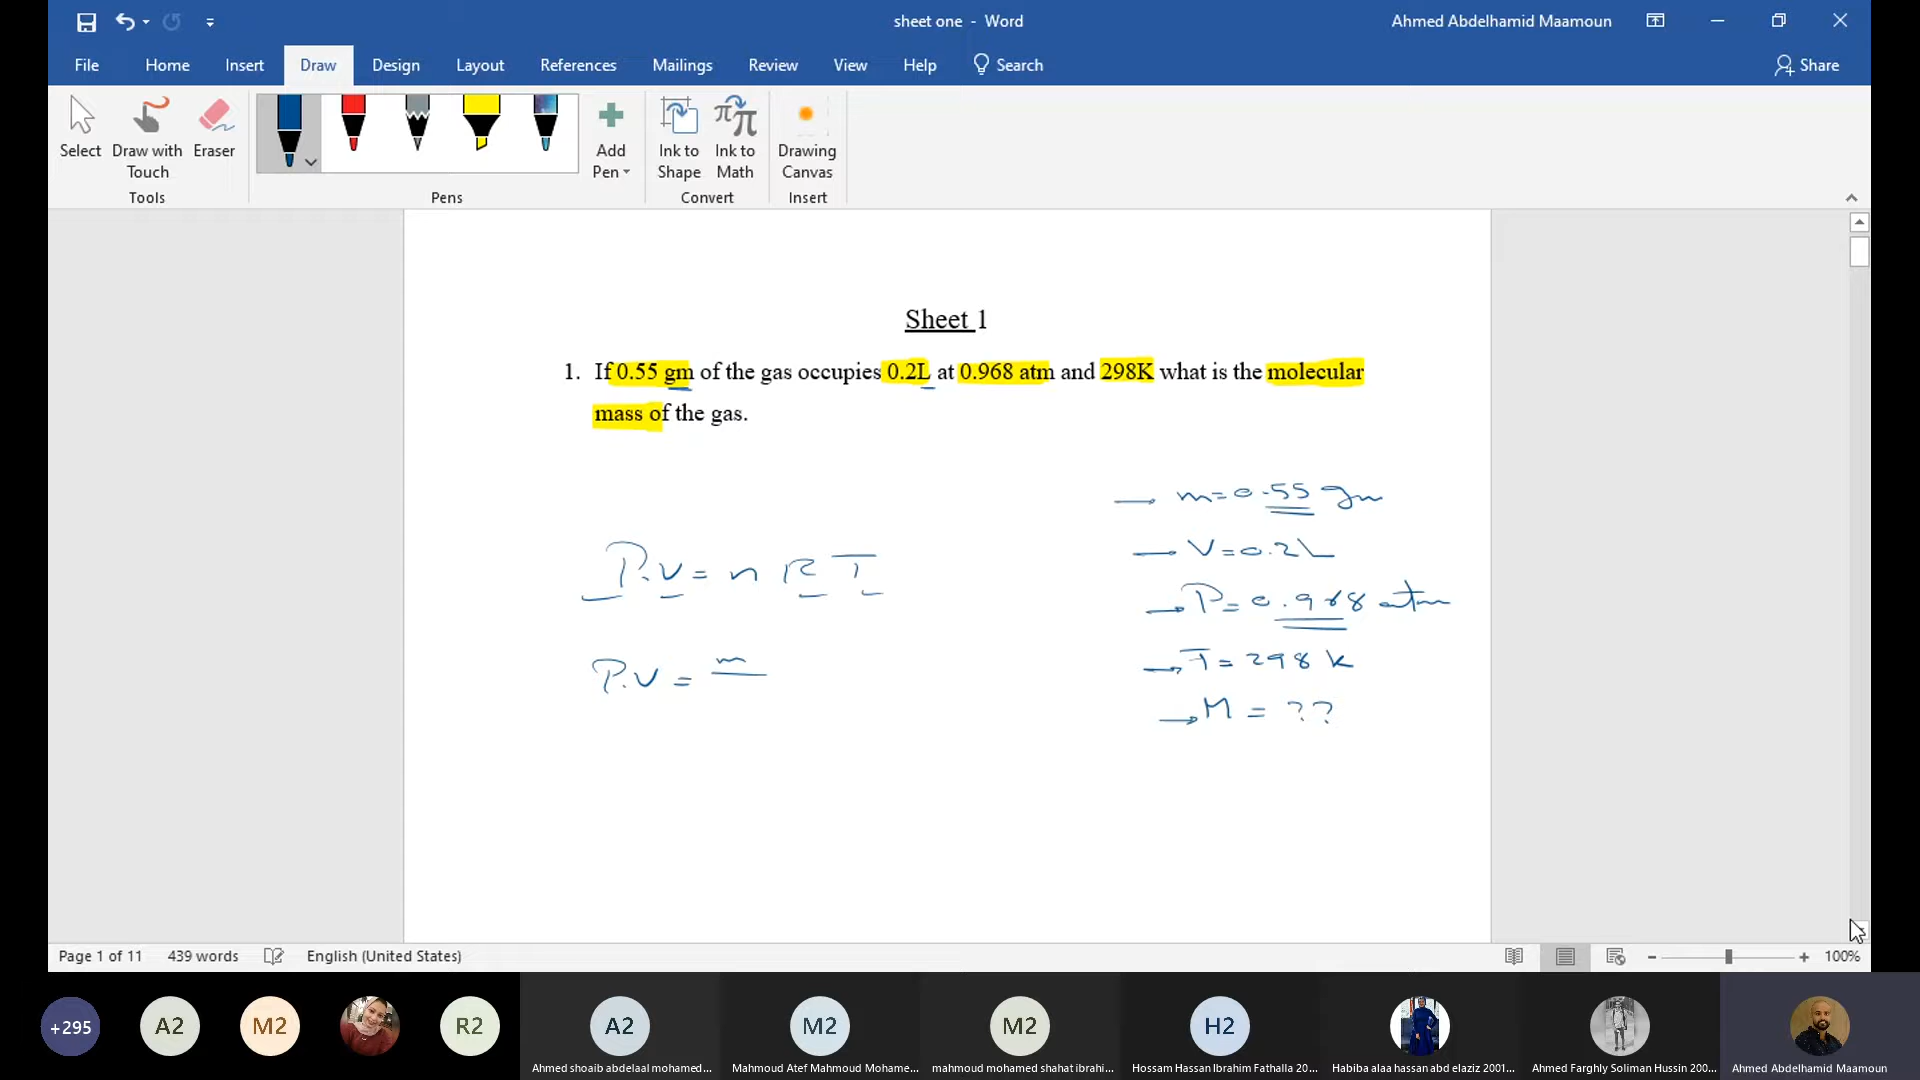 sheet one - Word
Ahmed Abdelhamid Maamoun
File Home Insert Draw Design Layout References Mailings Review View Help Search
Share
Select
Draw with Touch
Eraser
Add Pen
Ink to Shape
Ink to Math
Drawing Canvas
Tools
Pens
Convert
Insert
Sheet 1
1. If 0.55 gm of the gas occupies 0.2L at 0.968 atm and 298K what is the molecular
mass of the gas.
m=0.55 gm
V=0.2L
P=0.968 atm
T=298 k
M = ??
P.V = n R T
P.V = m
Page 1 of 11 439 words English (United States)
100%
+295 A2 M2 R2 A2 M2 M2 H2
Ahmed shoaib abdelaal mohamed...
Mahmoud Atef Mahmoud Mohame...
mahmoud mohamed shahat ibrahi...
Hossam Hassan Ibrahim Fathalla 20...
Habiba alaa hassan abd elaziz 2001...
Ahmed Farghly Soliman Hussin 200...
Ahmed Abdelhamid Maamoun